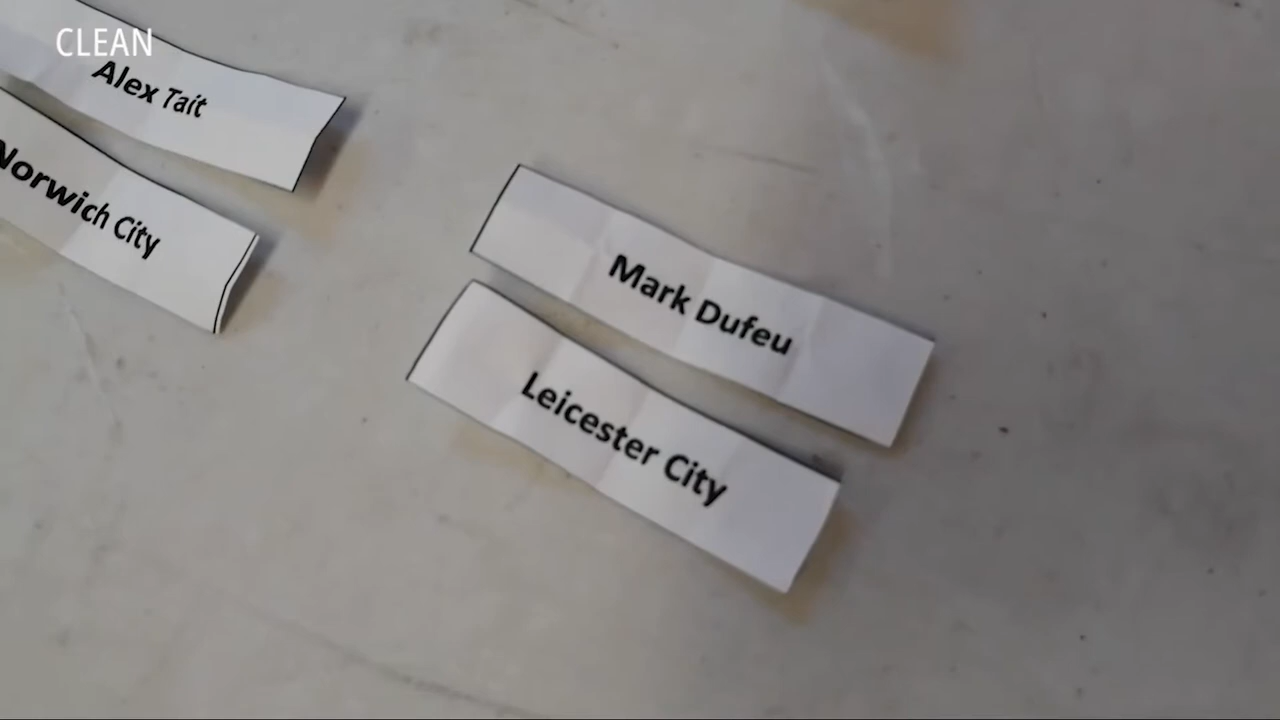 CLEAN
Alex Tait
Norwich City
Mark Dufeu
Leicester City